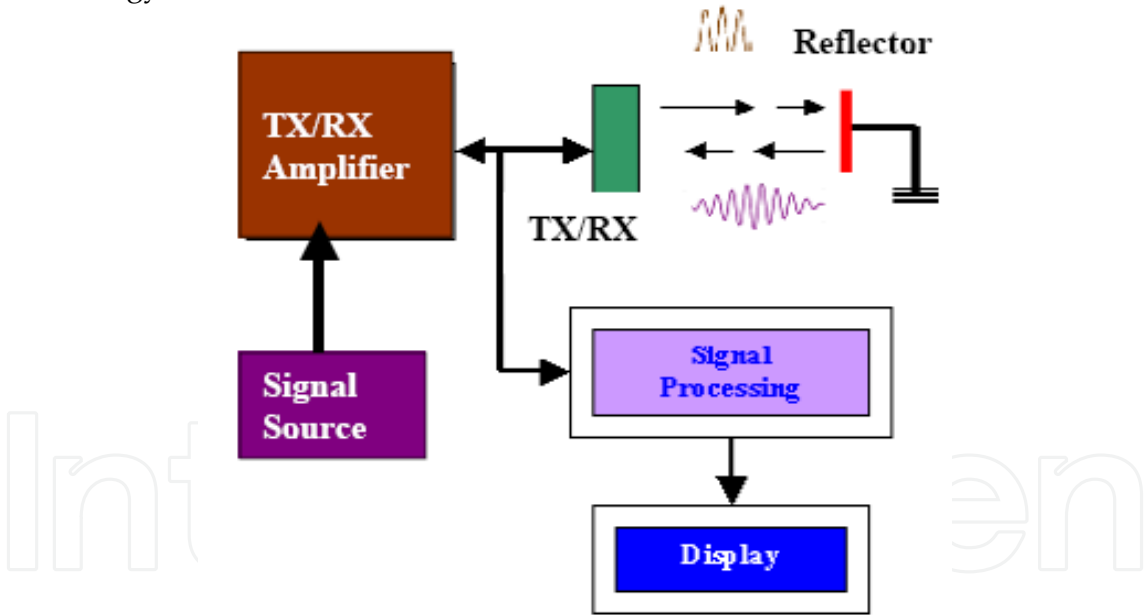 Reflector
TX/RX
Amplifier
TX/RX
Signal
Source
Signal
Processing
Display